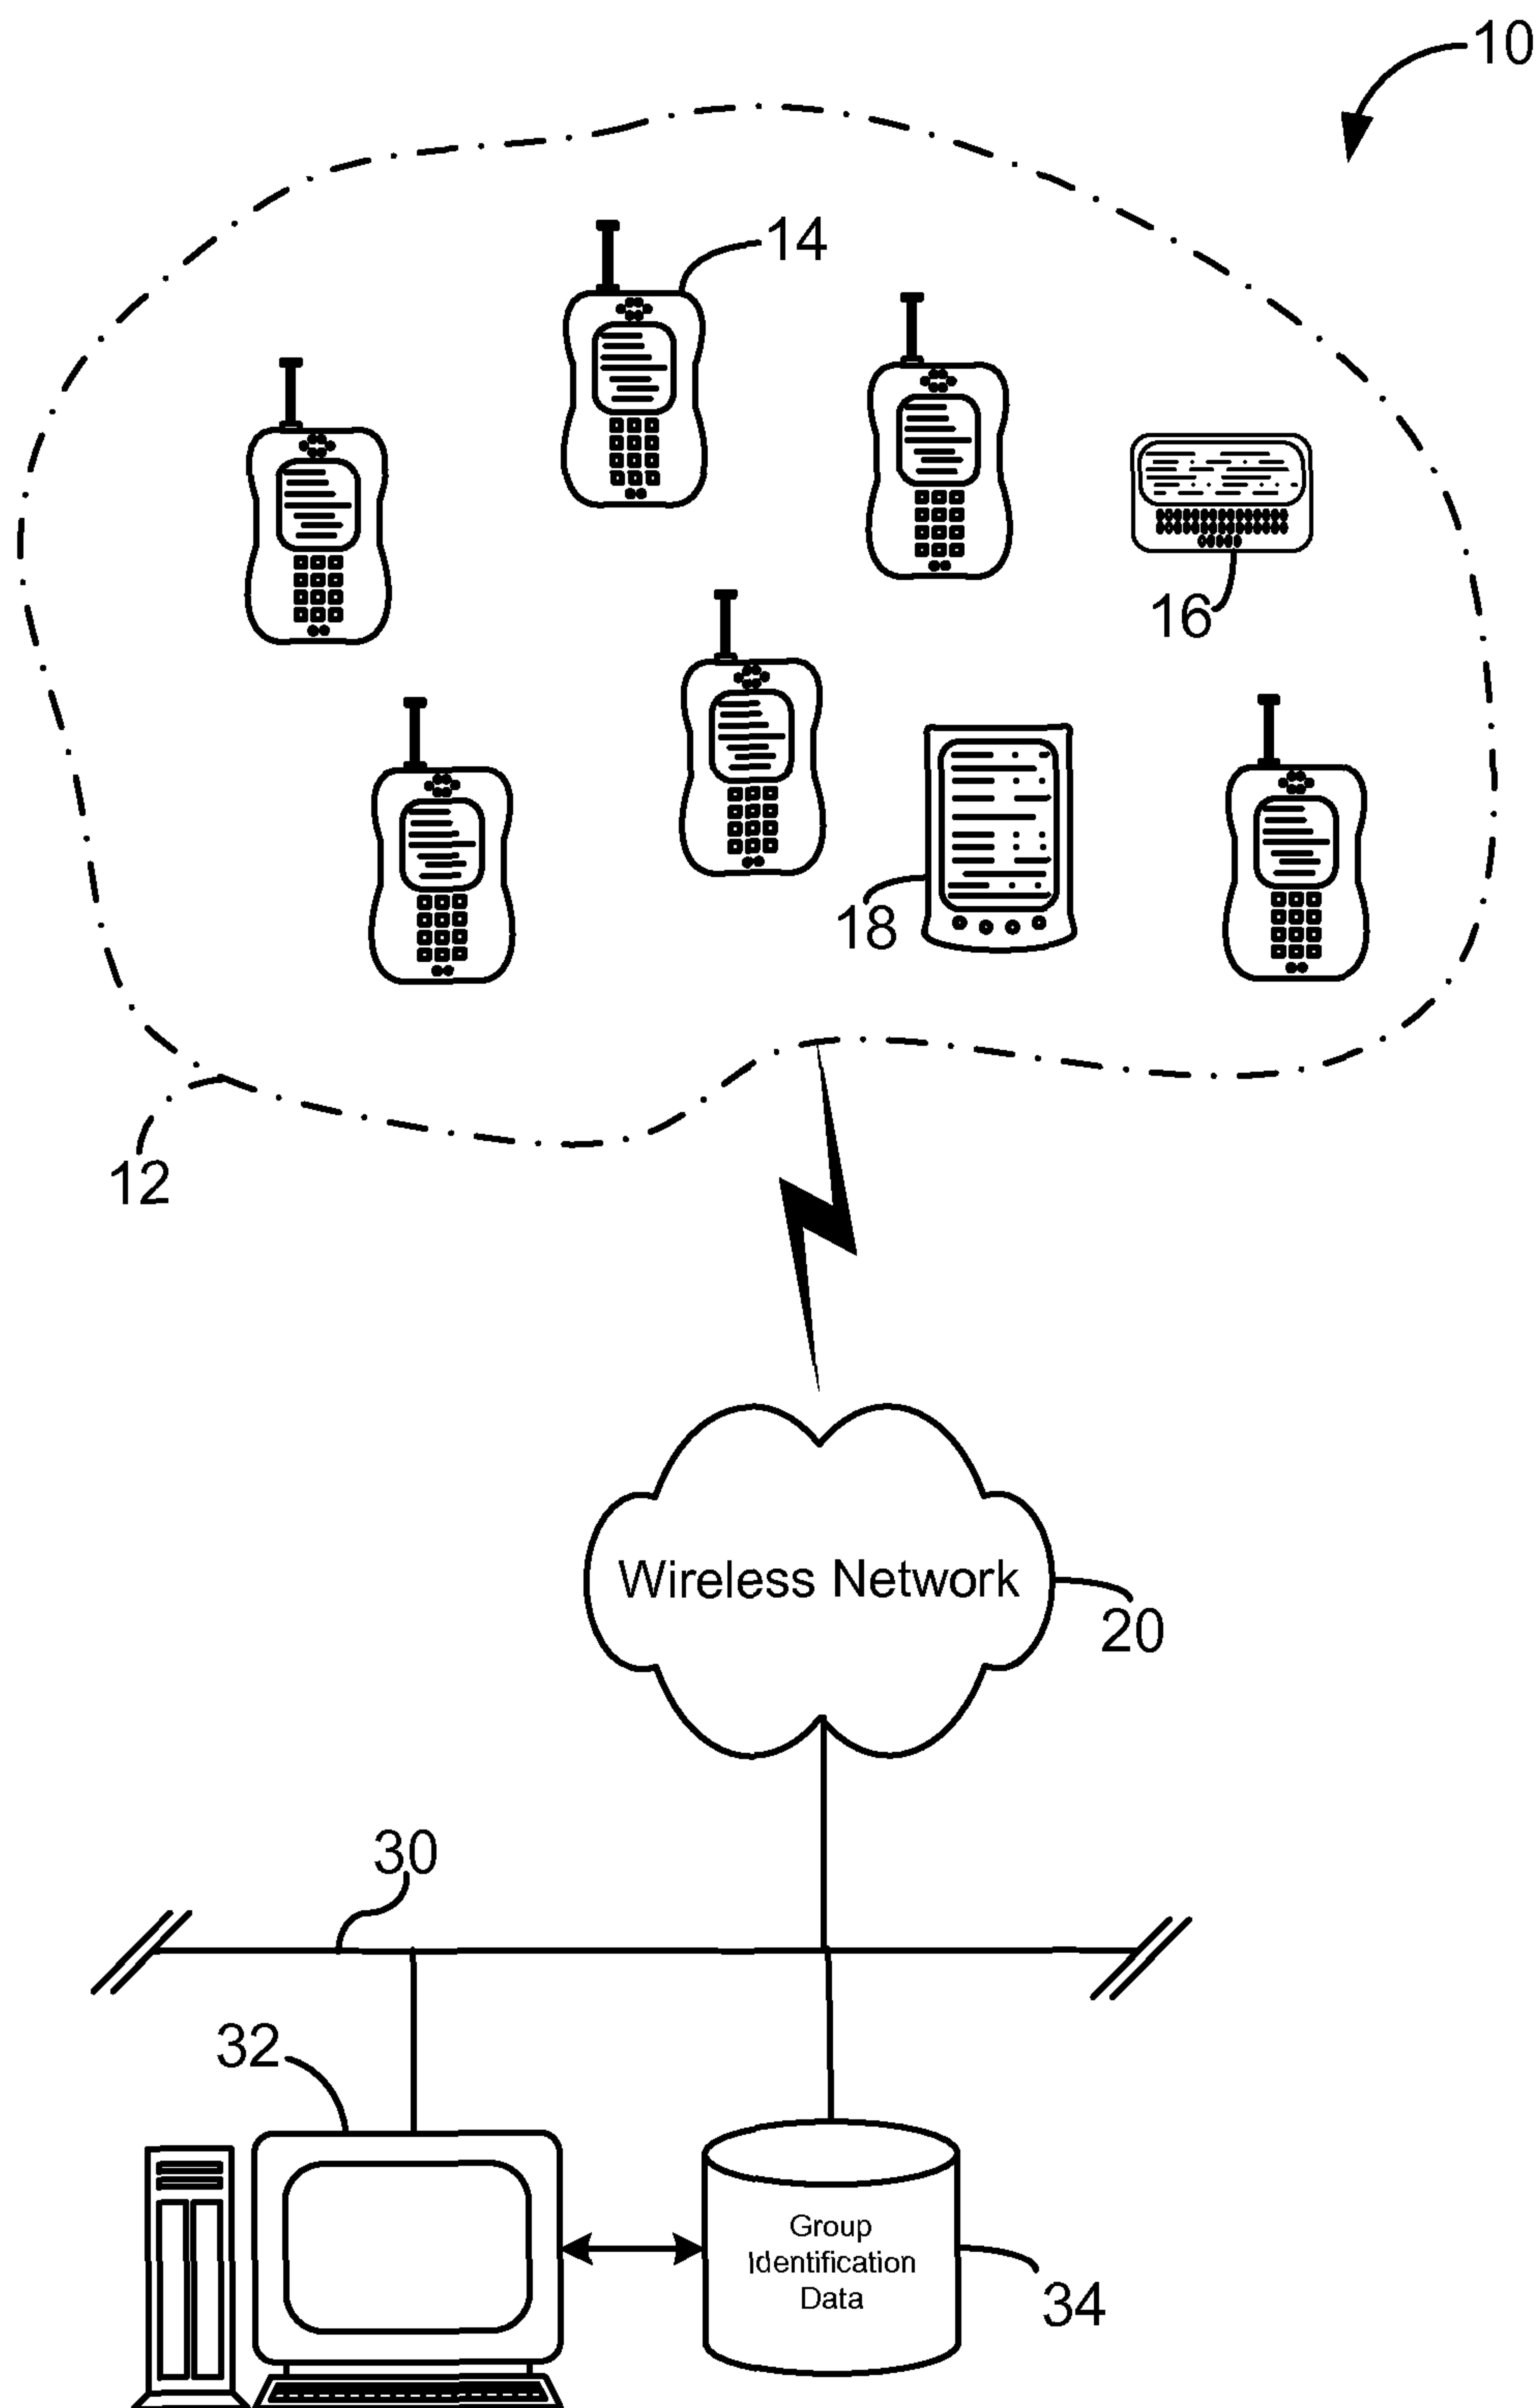 10
14
16
18
12
Wireless Network
20
30
32
Group
Identification
Data
34